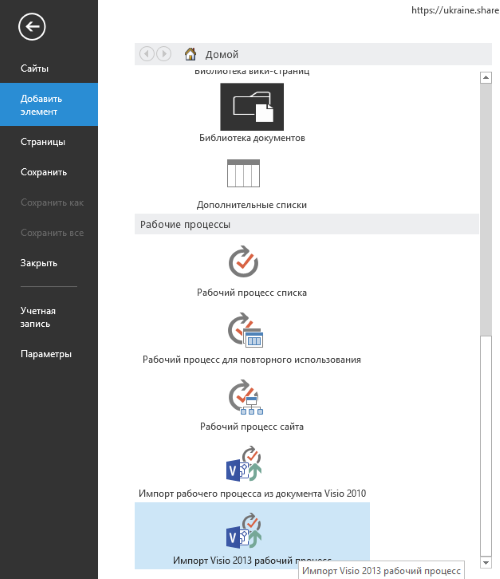 https://ukraine.share
Домой
Сайты
Добавить
элемент
Страницы
Сохранить
Сохранить как
Сохранить все
Закрыть
Учетная
запись
Параметры
Библиотека вики-страниц
Библиотека документов
Дополнительные списки
Рабочие процессы
Рабочий процесс списка
Рабочий процесс для повторного использования
Рабочий процесс сайта
Импорт рабочего процесса из документа Visio 2010
Импорт Visio 2013 рабочий процесс
Импорт Visio 2013 рабочий процесс